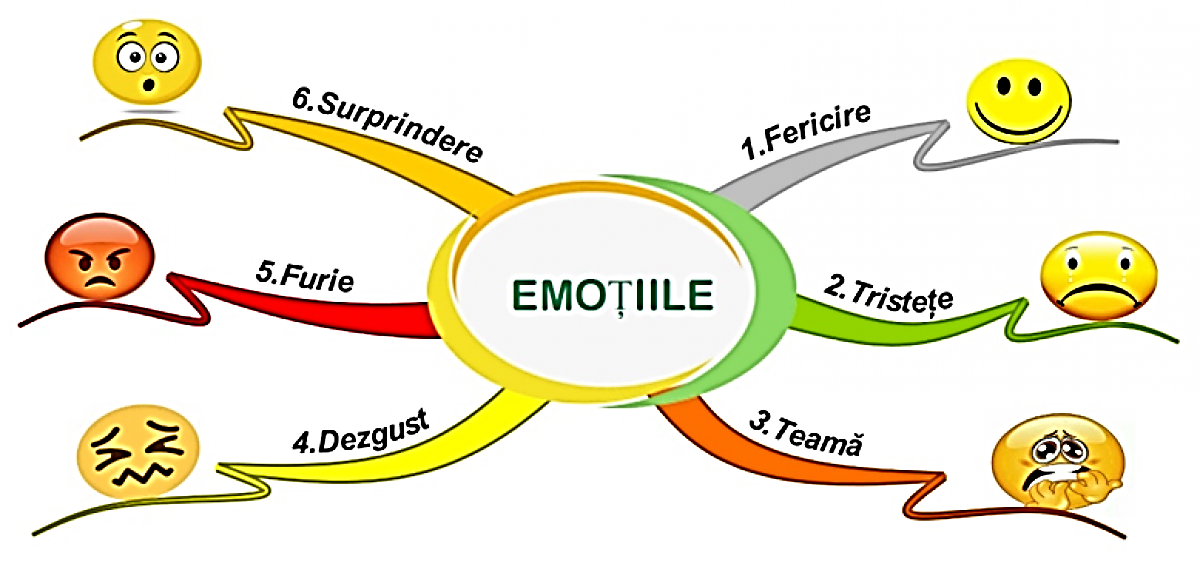 EMOȚIILE
1.Fericire
2.Tristețe
3.Teamă
4.Dezgust
5.Furie
6.Surprindere